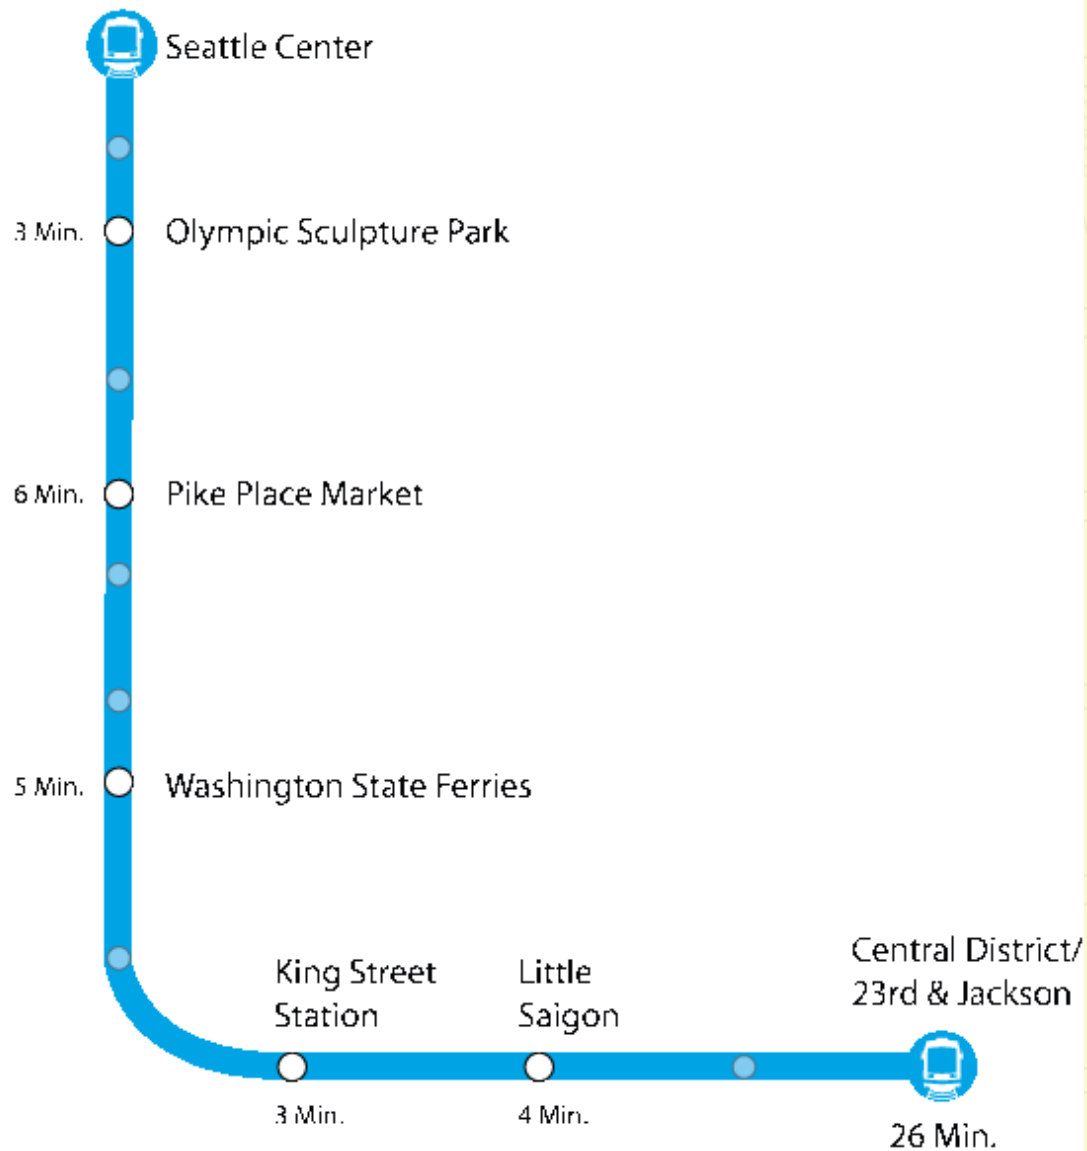 Seattle Center
3 Min.
Olympic Sculpture Park
6 Min.
Pike Place Market
5 Min.
Washington State Ferries
King Street
Station
3 Min.
Little
Saigon
4 Min.
Central District/
23rd & Jackson
26 Min.